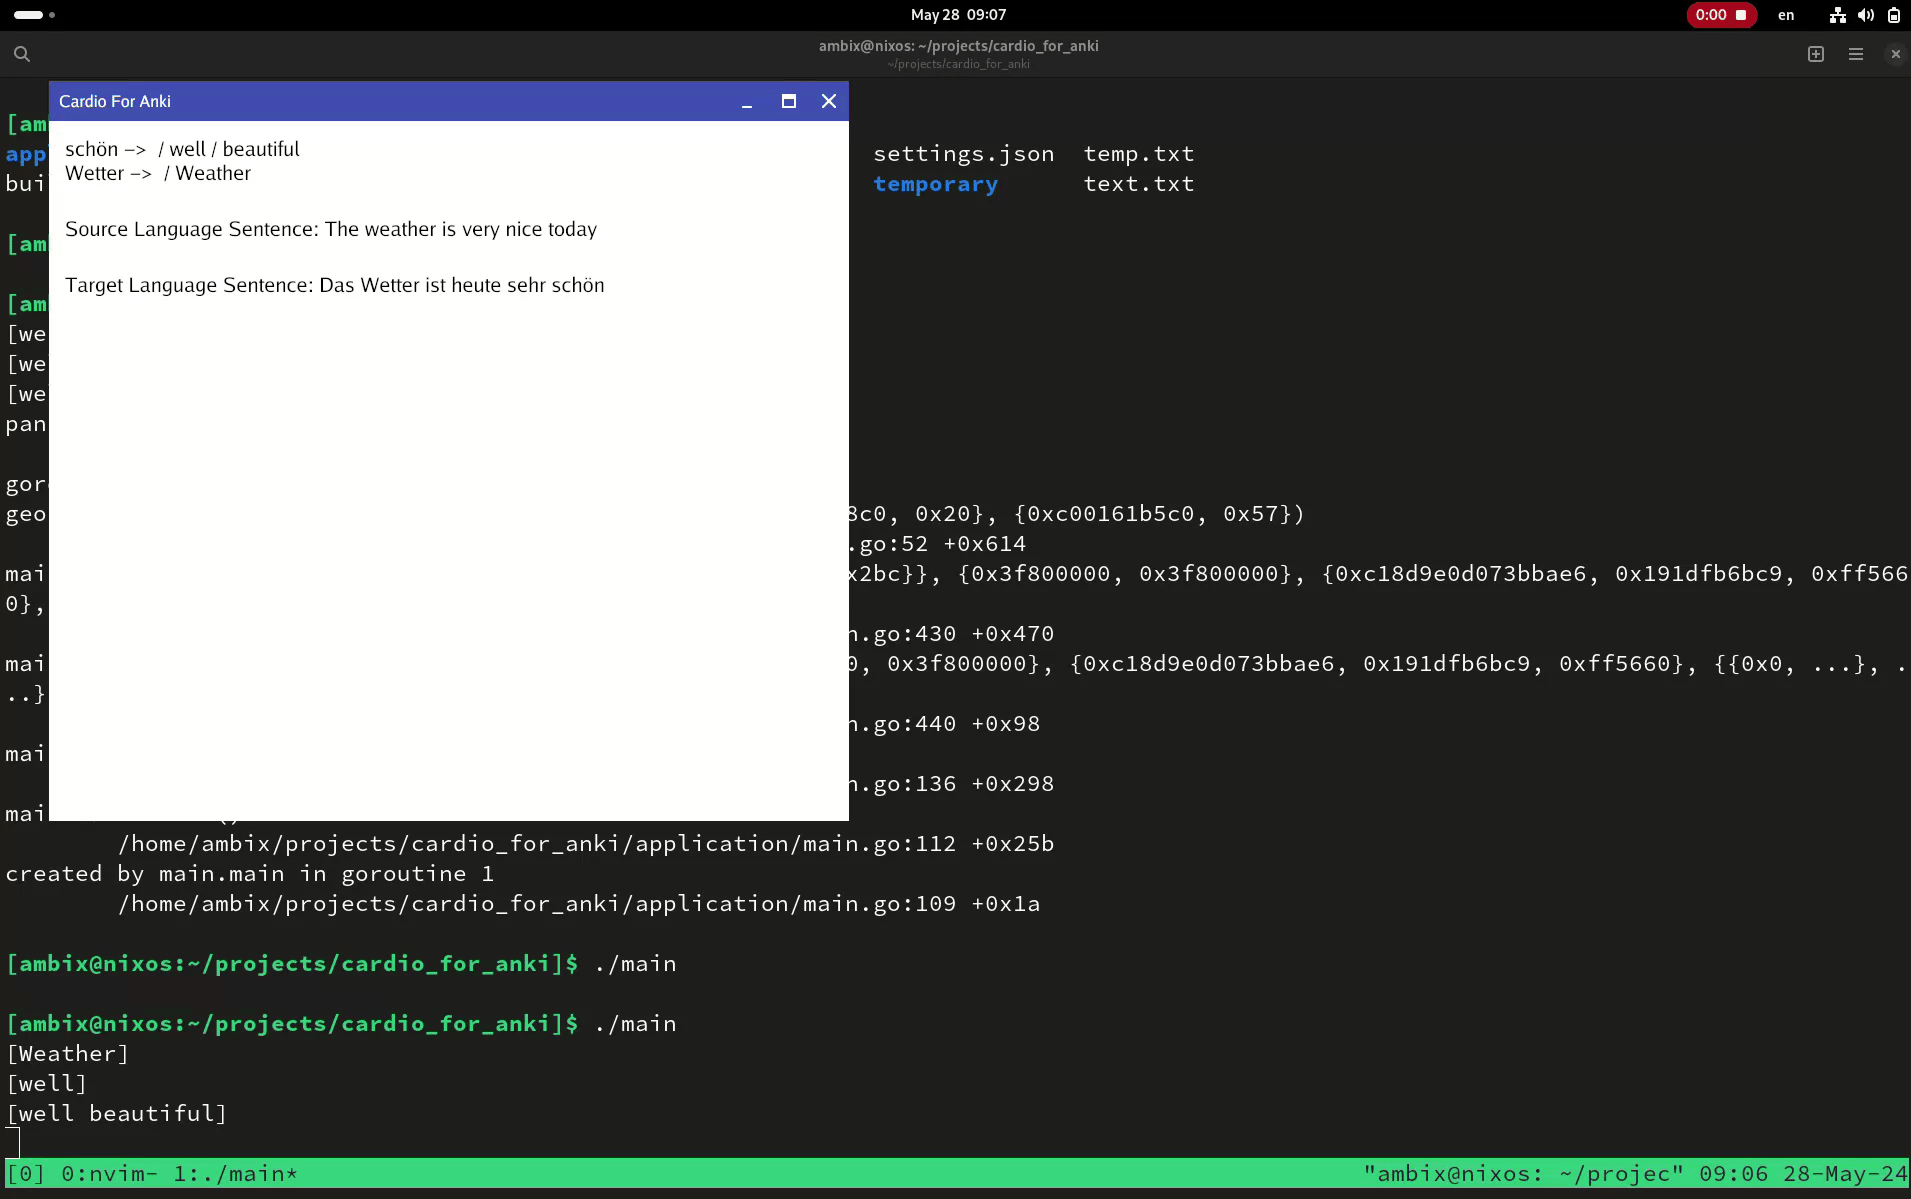 May 28 09:07
0:00
en
ambix@nixos: ~/projects/cardio_for_anki
~/projects/cardio_for_anki
Cardio For Anki
schön –> / well / beautiful
Wetter –> / Weather
Source Language Sentence: The weather is very nice today
Target Language Sentence: Das Wetter ist heute sehr schön
[am
app settings.json temp.txt
bui temporary text.txt
[am
[am
[we
[we
[we
pan
gor
geo 8c0, 0x20}, {0xc00161b5c0, 0x57})
.go:52 +0x614
mai x2bc}}, {0x3f800000, 0x3f800000}, {0xc18d9e0d073bbae6, 0x191dfb6bc9, 0xff566
0},
n.go:430 +0x470
mai 0, 0x3f800000}, {0xc18d9e0d073bbae6, 0x191dfb6bc9, 0xff5660}, {{0x0, ...}, .
..}
n.go:440 +0x98
mai
n.go:136 +0x298
mai
/home/ambix/projects/cardio_for_anki/application/main.go:112 +0x25b
created by main.main in goroutine 1
/home/ambix/projects/cardio_for_anki/application/main.go:109 +0x1a
[ambix@nixos:~/projects/cardio_for_anki]$ ./main
[ambix@nixos:~/projects/cardio_for_anki]$ ./main
[Weather]
[well]
[well beautiful]
[0] 0:nvim- 1:./main* "ambix@nixos: ~/projec" 09:06 28-May-24